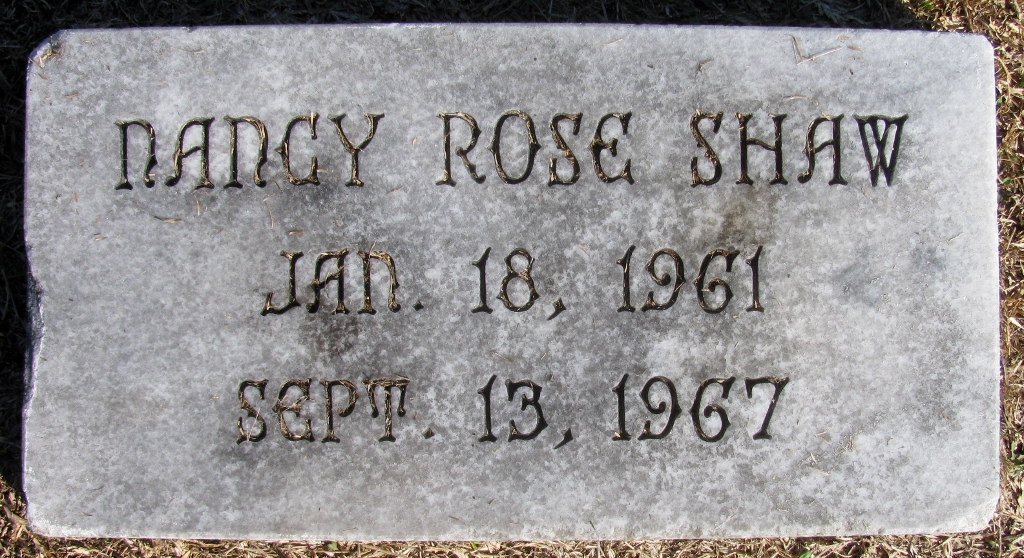 NANCY ROSE SHAW
JAN. 18, 1961
SEPT. 13, 1967